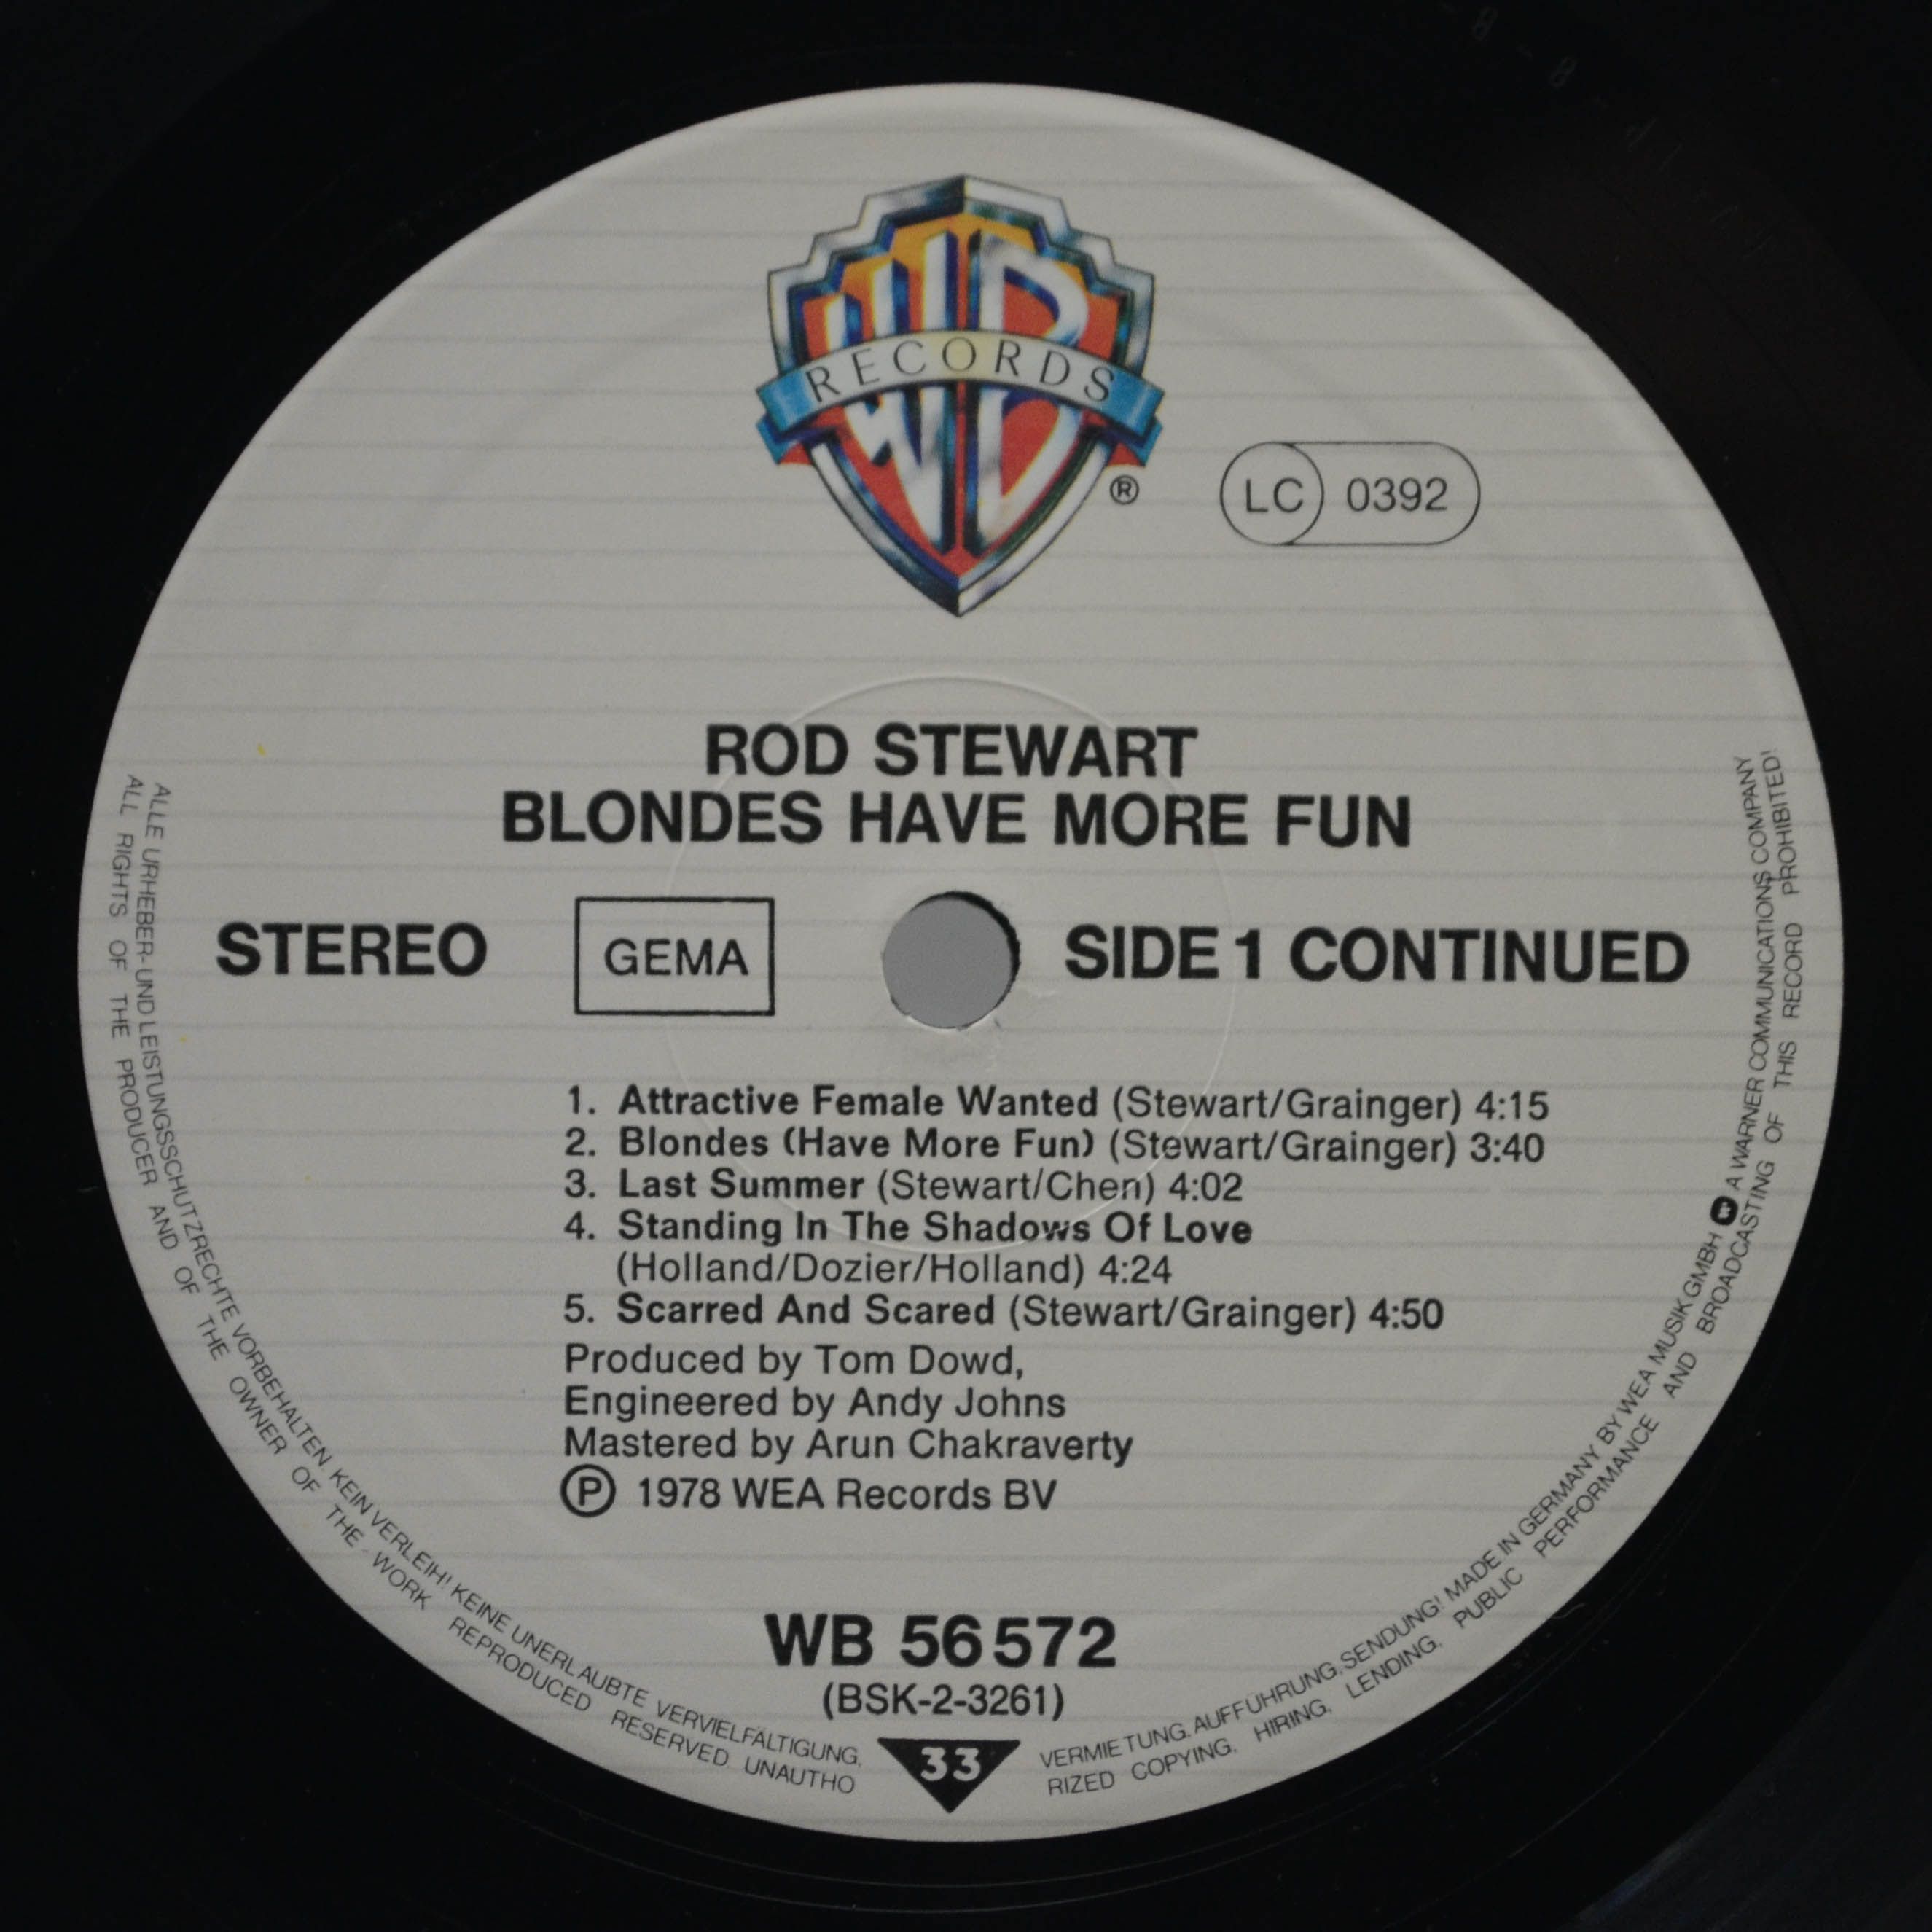 WB
RECORDS
®
LC 0392
ROD STEWART
BLONDES HAVE MORE FUN
STEREO GEMA SIDE 1 CONTINUED
1. Attractive Female Wanted (Stewart/Grainger) 4:15
2. Blondes (Have More Fun) (Stewart/Grainger) 3:40
3. Last Summer (Stewart/Chen) 4:02
4. Standing In The Shadows Of Love
(Holland/Dozier/Holland) 4:24
5. Scarred And Scared (Stewart/Grainger) 4:50
Produced by Tom Dowd,
Engineered by Andy Johns
Mastered by Arun Chakraverty
Ⓟ 1978 WEA Records BV
WB 56 572
(BSK-2-3261)
33
ALLE URHEBER- UND LEISTUNGSSCHUTZRECHTE VORBEHALTEN. KEIN VERLEIH! KEINE UNERLAUBTE VERVIELFÄLTIGUNG, VERMIETUNG, AUFFÜHRUNG, SENDUNG! MADE IN GERMANY BY WEA MUSIK GMBH A WARNER COMMUNICATIONS COMPANY
ALL RIGHTS OF THE PRODUCER AND OF THE OWNER OF THE WORK REPRODUCED RESERVED. UNAUTHO RIZED COPYING, HIRING, LENDING, PUBLIC PERFORMANCE AND BROADCASTING OF THIS RECORD PROHIBITED!